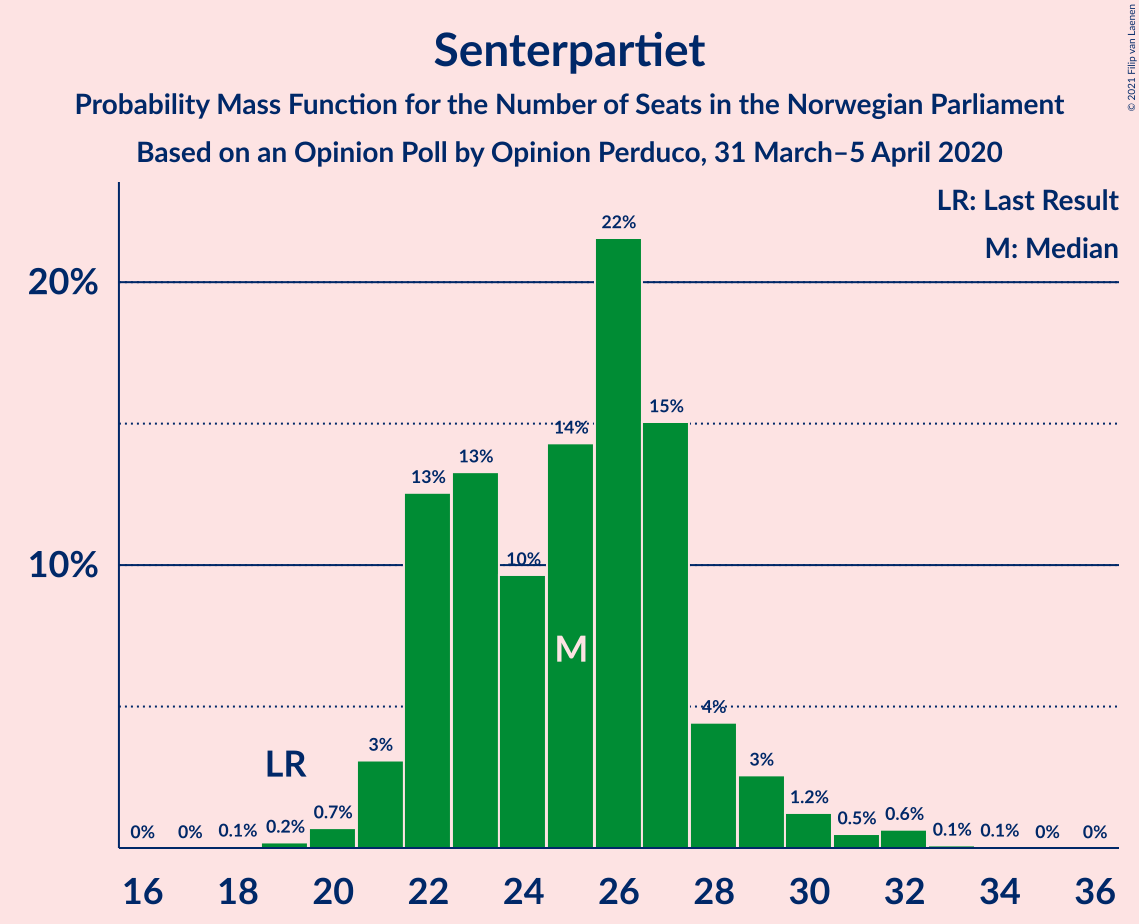 Senterpartiet
Probability Mass Function for the Number of Seats in the Norwegian Parliament
Based on an Opinion Poll by Opinion Perduco, 31 March–5 April 2020
© 2021 Filip van Laenen
LR: Last Result
M: Median
20%
10%
0% 0% 0.1% 0.2% 0.7% 3% 13% 13% 10% 14% 22% 15% 4% 3% 1.2% 0.5% 0.6% 0.1% 0.1% 0% 0%
LR
M
16 18 20 22 24 26 28 30 32 34 36